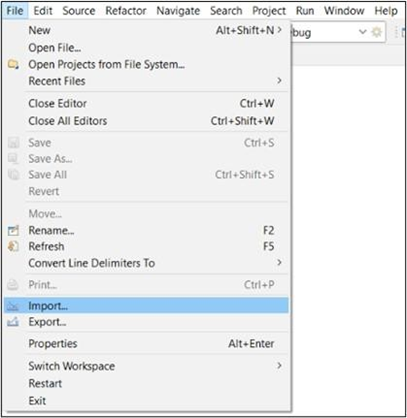 File Edit Source Refactor Navigate Search Project Run Window Help
New Alt+Shift+N >
ebug
Open File...
Open Projects from File System...
Recent Files >
Close Editor Ctrl+W
Close All Editors Ctrl+Shift+W
Save Ctrl+S
Save As...
Save All Ctrl+Shift+S
Revert
Move...
Rename... F2
Refresh F5
Convert Line Delimiters To >
Print... Ctrl+P
Import...
Export...
Properties Alt+Enter
Switch Workspace >
Restart
Exit